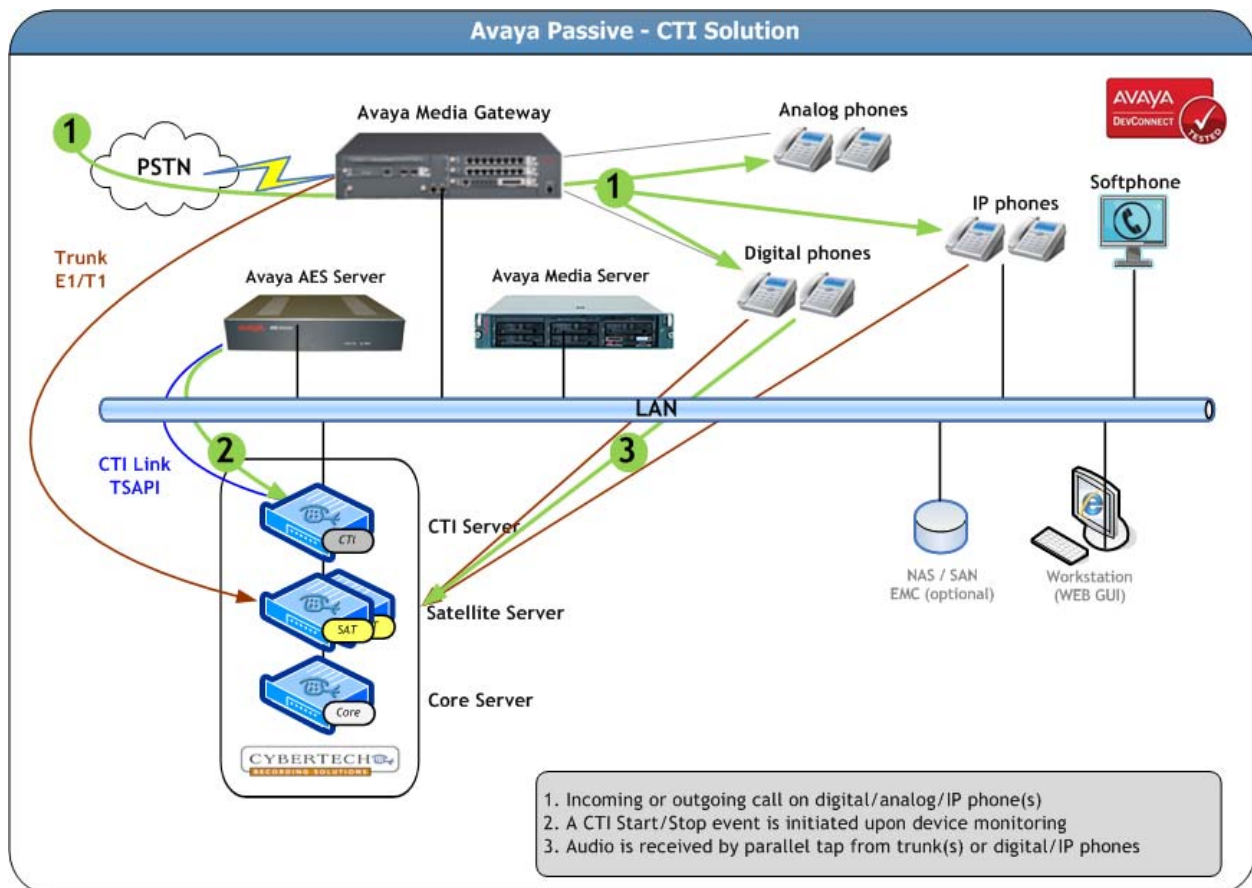 Avaya Passive - CTI Solution
AVAYA
DEVCONNECT
TESTED
Avaya Media Gateway
Analog phones
1
PSTN
1
Softphone
IP phones
Trunk
E1/T1
Avaya AES Server
Avaya Media Server
Digital phones
LAN
2
3
CTI Link
TSAPI
CTI Server
CTI
NAS / SAN
EMC (optional)
Workstation
(WEB GUI)
Satellite Server
SAT
Core Server
Core
CYBERTECH
RECORDING SOLUTIONS
1. Incoming or outgoing call on digital/analog/IP phone(s)
2. A CTI Start/Stop event is initiated upon device monitoring
3. Audio is received by parallel tap from trunk(s) or digital/IP phones